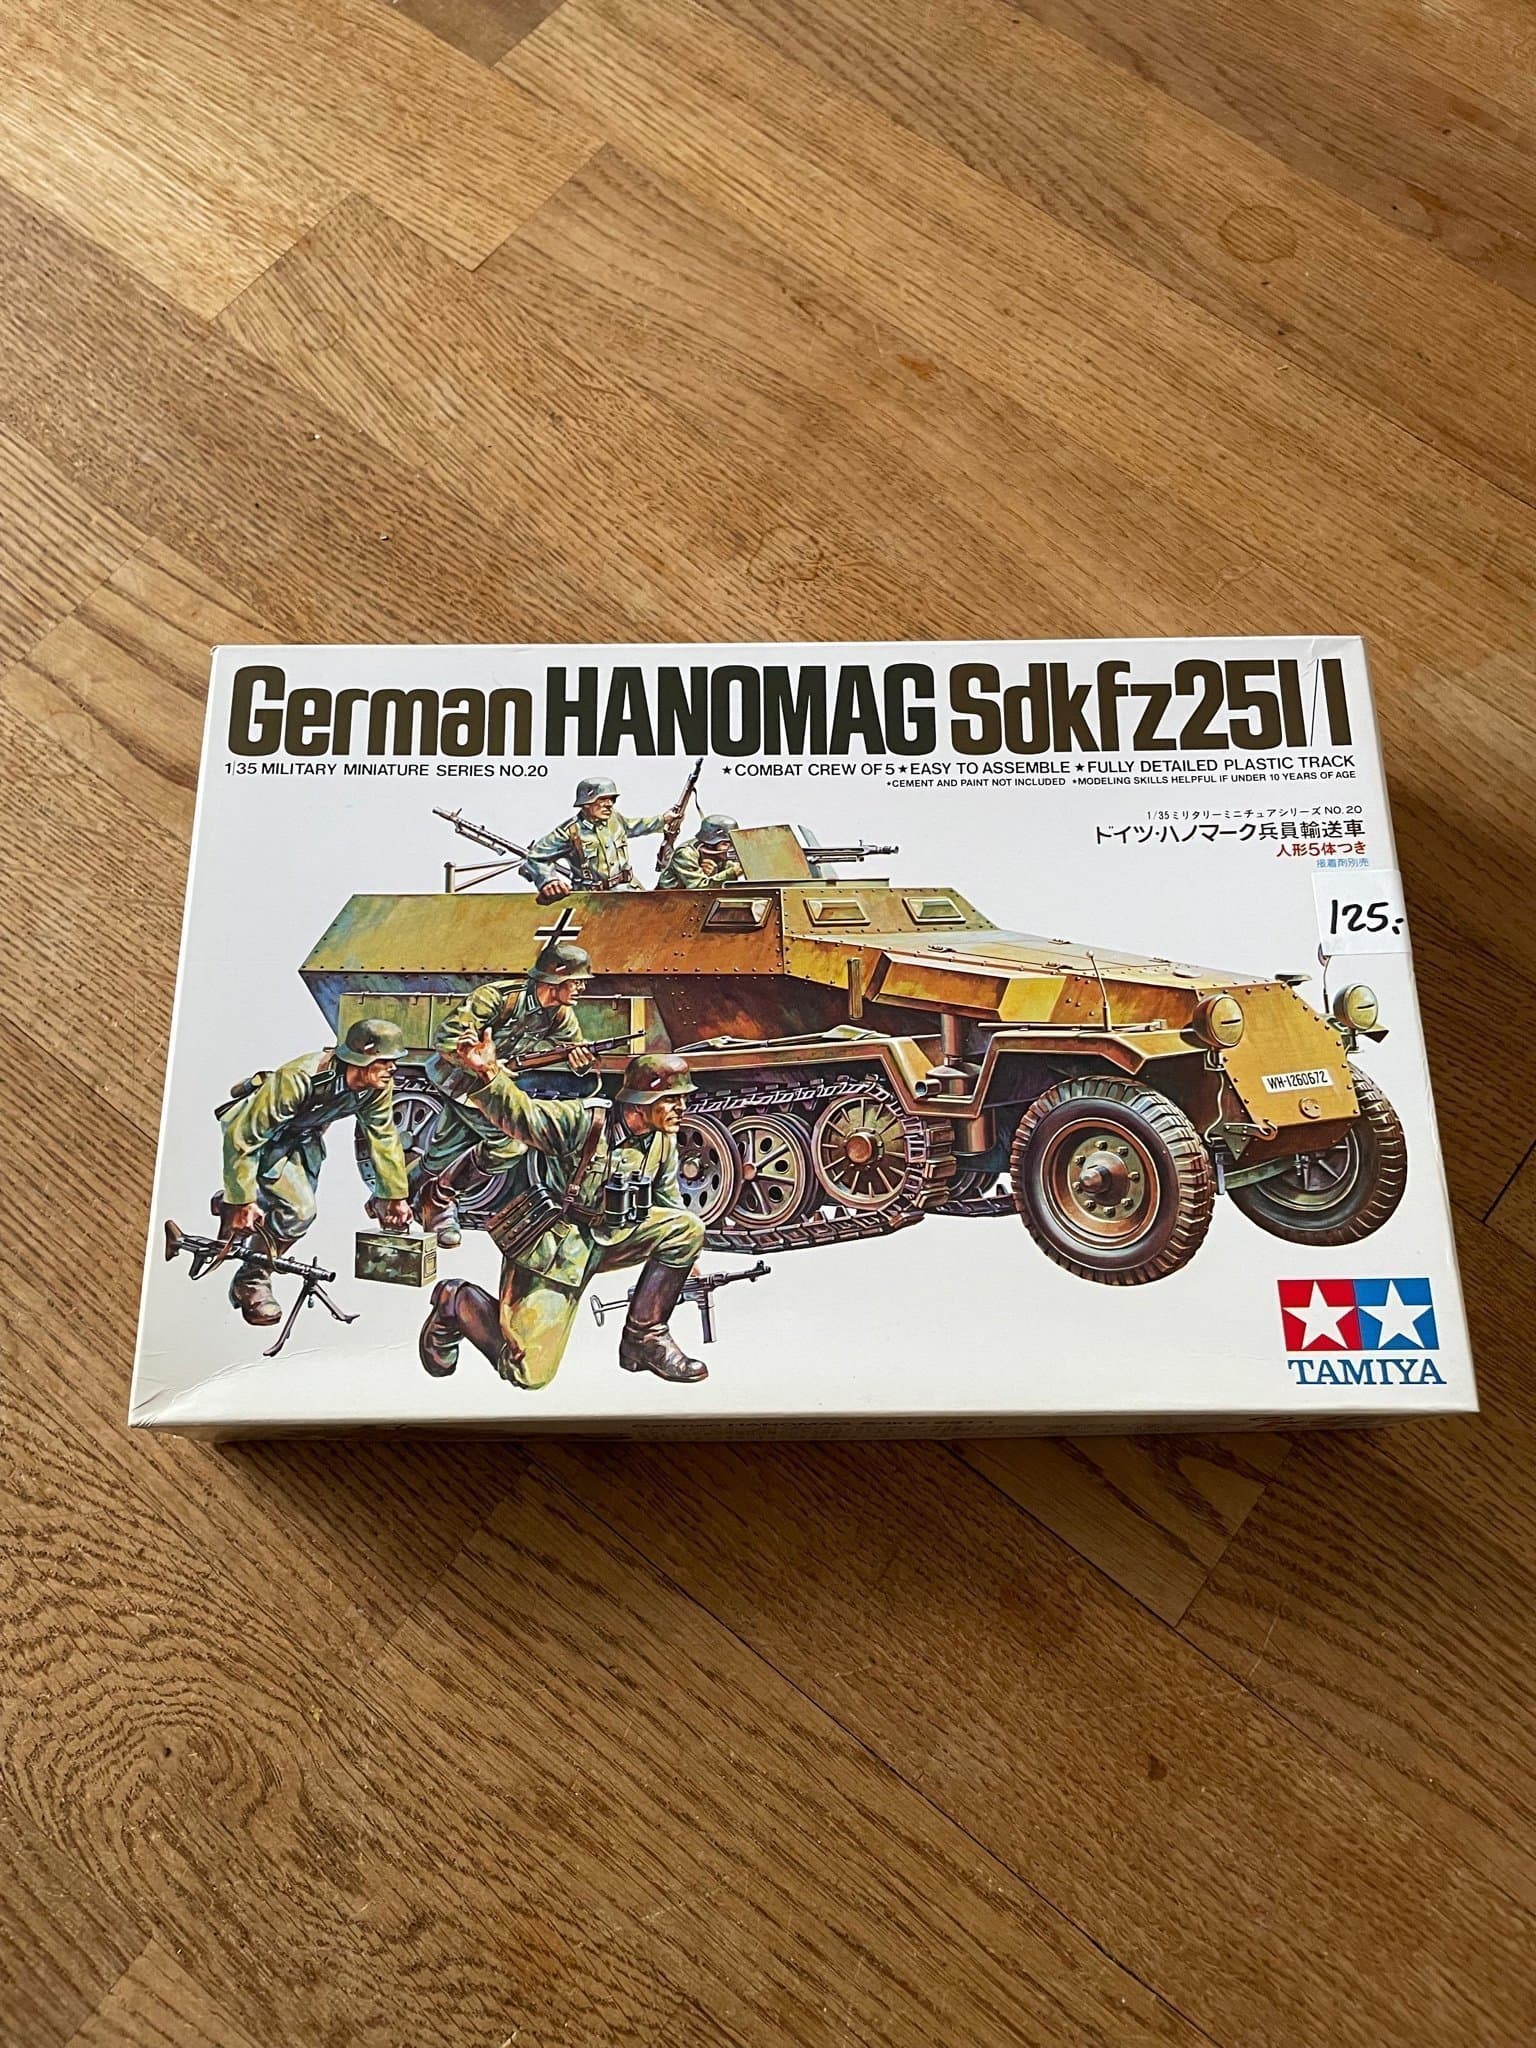 German HANOMAG Sdkfz251/1
1/35 MILITARY MINIATURE SERIES NO.20
★COMBAT CREW OF 5★EASY TO ASSEMBLE★FULLY DETAILED PLASTIC TRACK
★CEMENT AND PAINT NOT INCLUDED ★MODELING SKILLS HELPFUL IF UNDER 10 YEARS OF AGE
1/35ミリタリーミニチュアシリーズ NO.20
ドイツ・ハノマーク兵員輸送車
人形5体つき
接着剤別売
125.-
WH-1260672
TAMIYA
German HANOMAG